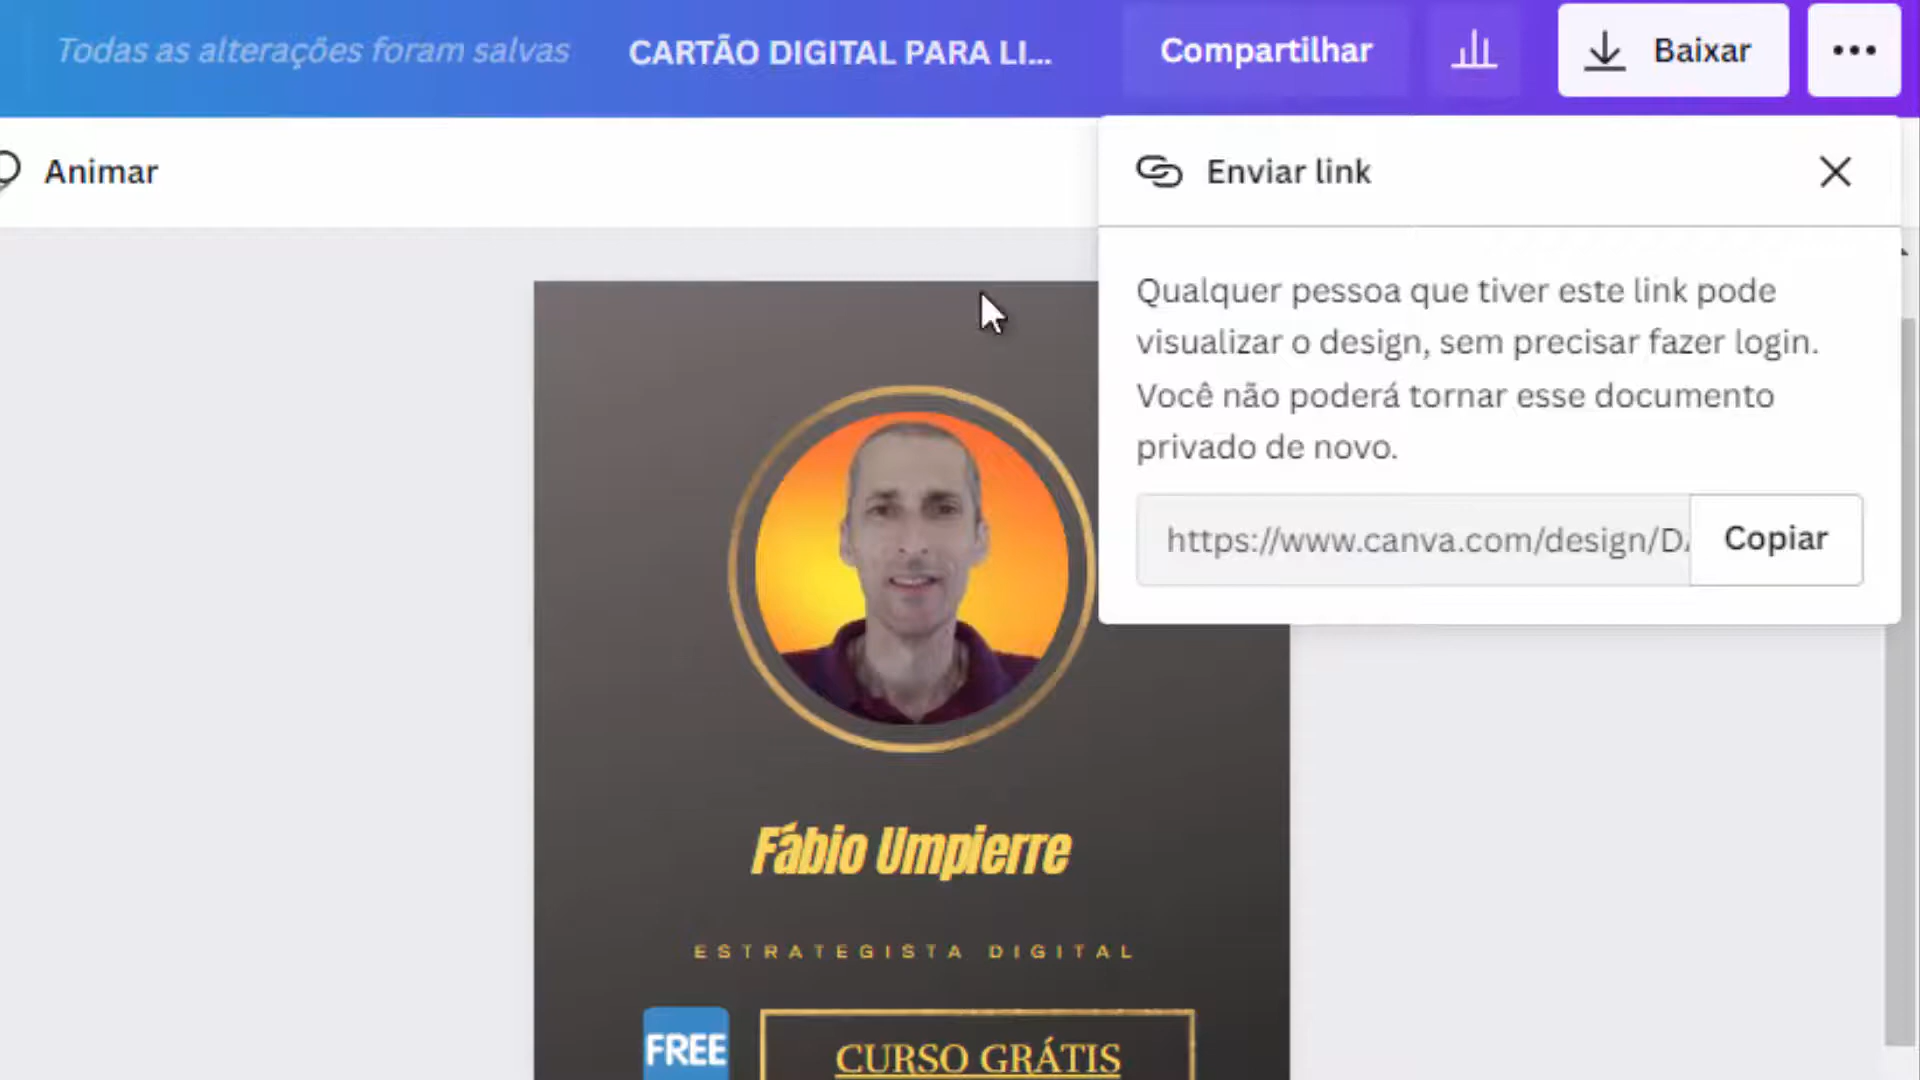 Todas as alterações foram salvas
CARTÃO DIGITAL PARA LI...
Compartilhar
Baixar
Animar
Enviar link
Qualquer pessoa que tiver este link pode
visualizar o design, sem precisar fazer login.
Você não poderá tornar esse documento
privado de novo.
https://www.canva.com/design/DA
Copiar
Fábio Umpierre
ESTRATEGISTA DIGITAL
FREE
CURSO GRÁTIS